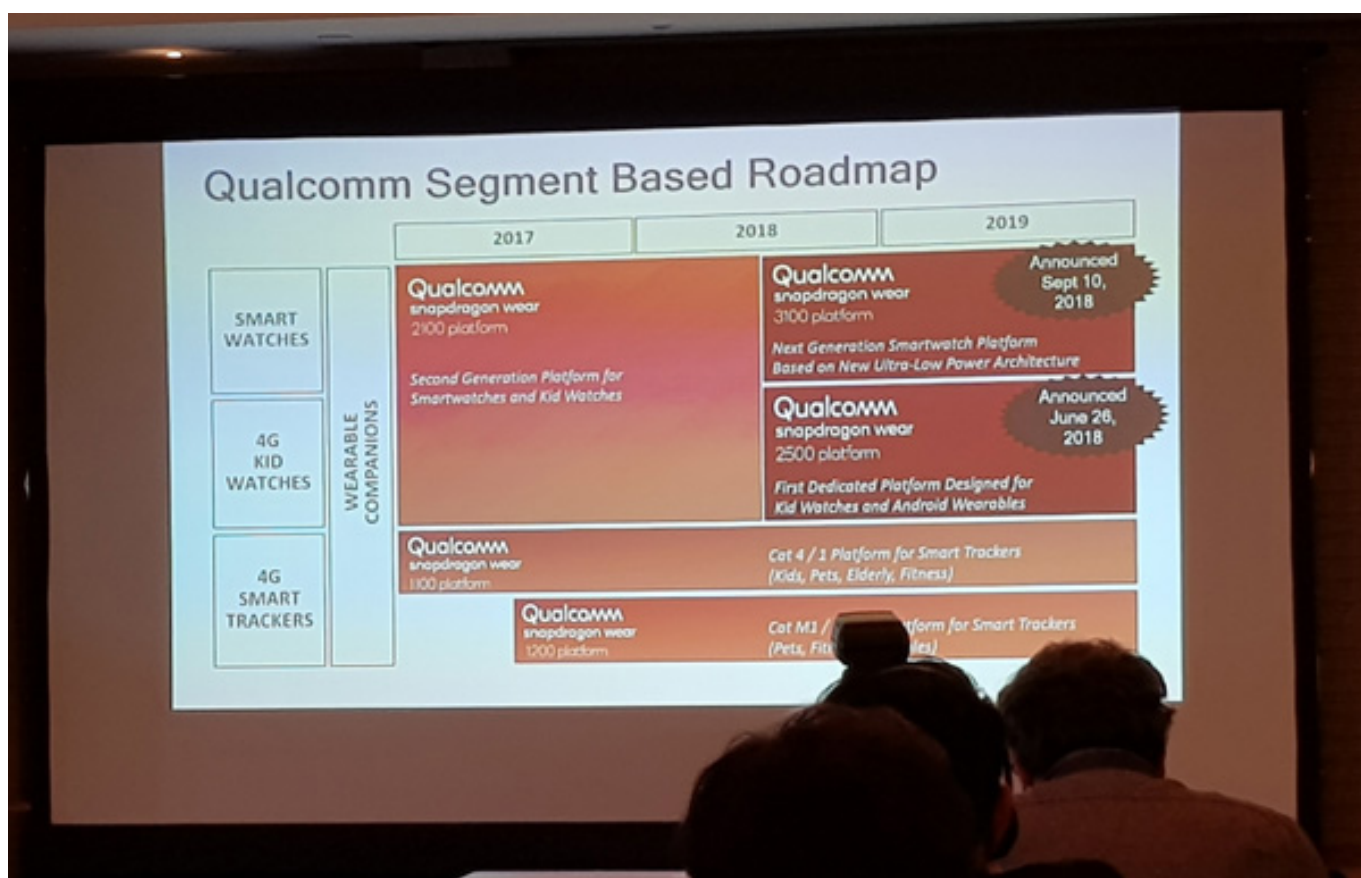 Qualcomm Segment Based Roadmap
2017
2018
2019
SMART
WATCHES
4G
KID
WATCHES
4G
SMART
TRACKERS
WEARABLE
COMPANIONS
Qualcomm
snapdragon wear
2100 platform
Second Generation Platform for
Smartwatches and Kid Watches
Qualcomm
snapdragon wear
3100 platform
Next Generation Smartwatch Platform
Based on New Ultra-Low Power Architecture
Announced
Sept 10,
2018
Qualcomm
snapdragon wear
2500 platform
First Dedicated Platform Designed for
Kid Watches and Android Wearables
Announced
June 26,
2018
Qualcomm
snapdragon wear
1100 platform
Cat 4 / 1 Platform for Smart Trackers
(Kids, Pets, Elderly, Fitness)
Qualcomm
snapdragon wear
1200 platform
Cat M1 / for Smart Trackers
(Pets,